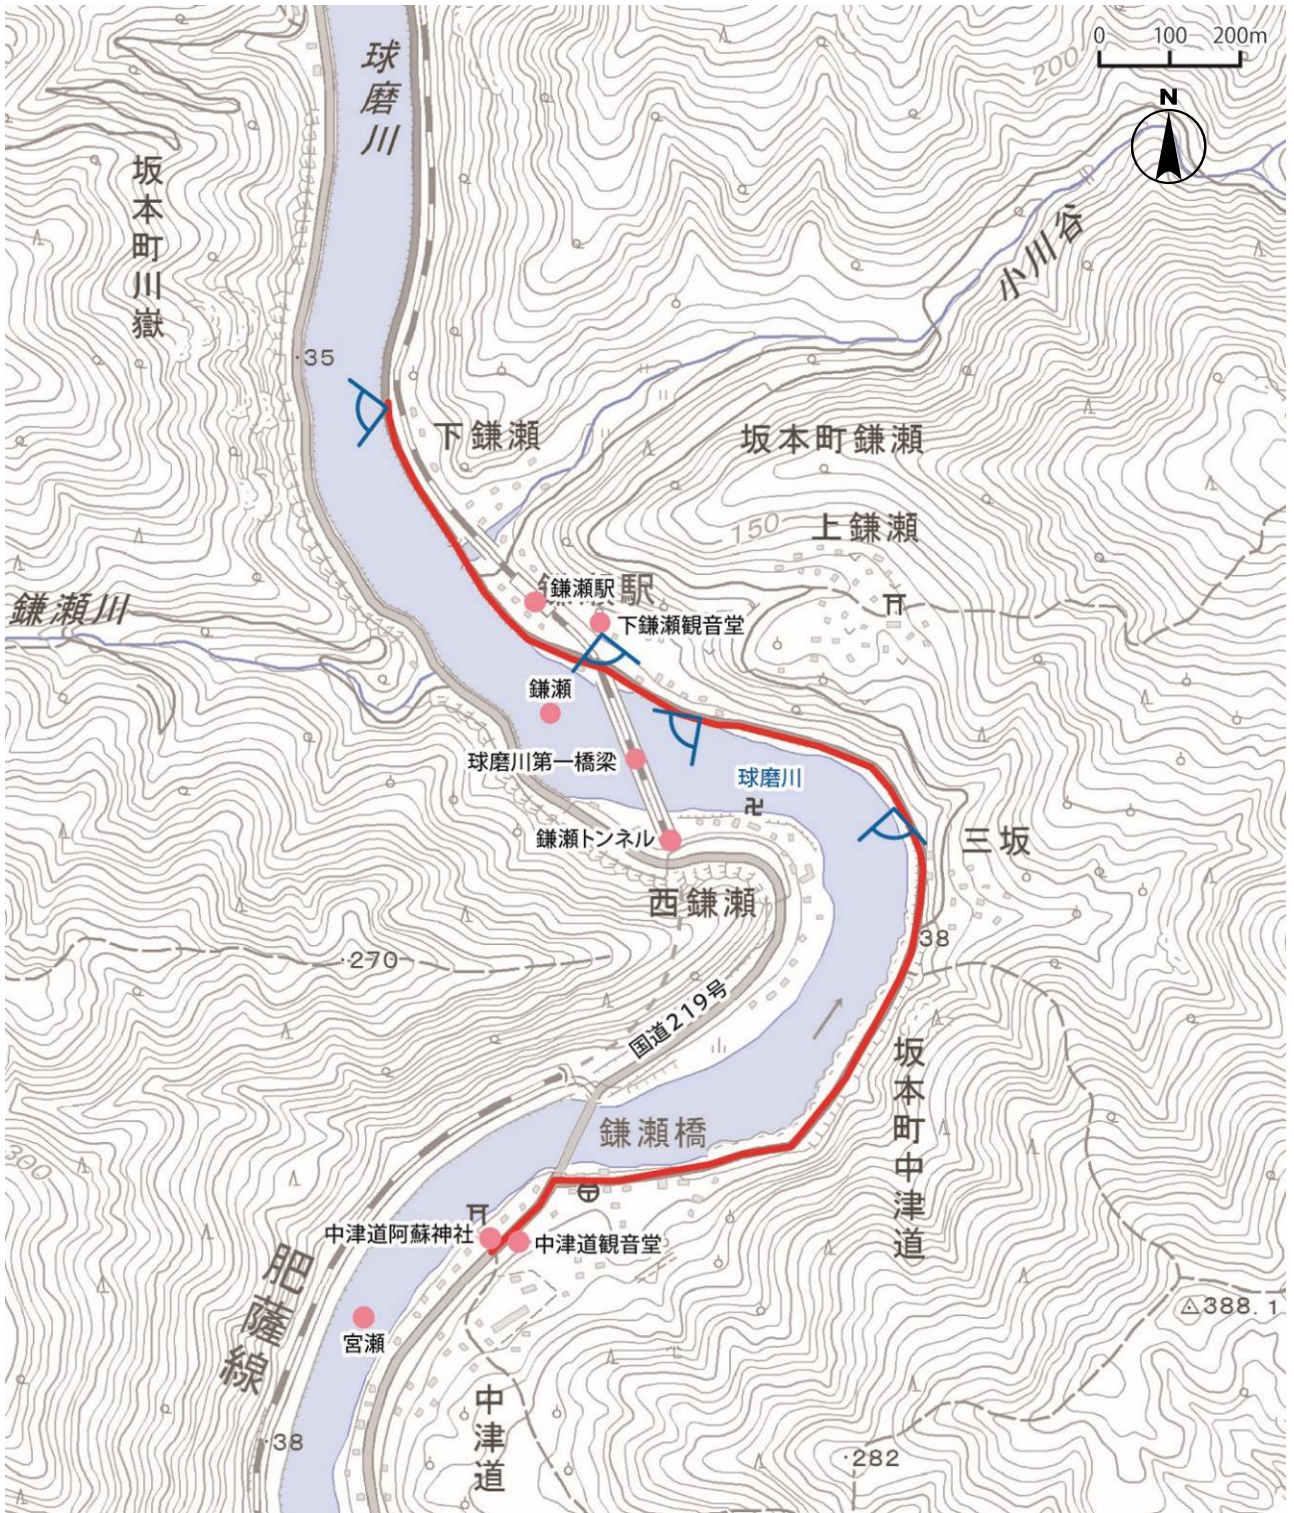 0 100 200m
N
球磨川
200
坂本町川嶽
小川谷
・35
下鎌瀬
坂本町鎌瀬
150
上鎌瀬
鎌瀬駅
鎌瀬駅
鎌瀬川
下鎌瀬観音堂
鎌瀬
球磨川第一橋梁
球磨川
鎌瀬トンネル
三坂
西鎌瀬
38
・270
国道219号
坂本町中津道
鎌瀬橋
300
中津道阿蘇神社
中津道観音堂
肥薩線
388.1
宮瀬
中津道
・38
・282